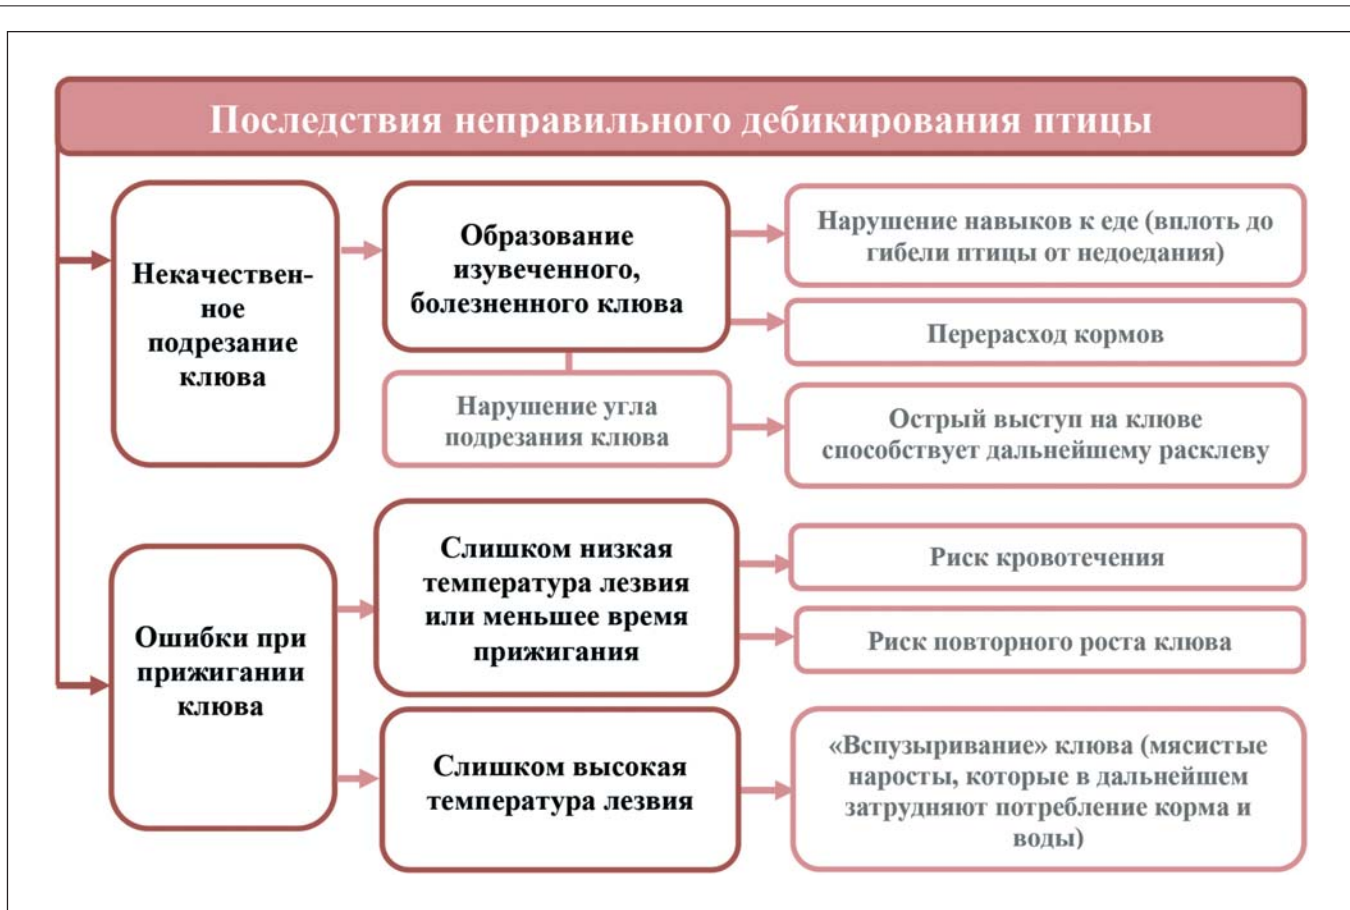 Последствия неправильного дебикирования птицы
Некачествен-
ное
подрезание
клюва
Образование
изувеченного,
болезненного клюва
Нарушение навыков к еде (вплоть до
гибели птицы от недоедания)
Перерасход кормов
Нарушение угла
подрезания клюва
Острый выступ на клюве
способствует дальнейшему расклеву
Ошибки при
прижигании
клюва
Слишком низкая
температура лезвия
или меньшее время
прижигания
Риск кровотечения
Риск повторного роста клюва
Слишком высокая
температура лезвия
«Вспузыривание» клюва (мясистые
наросты, которые в дальнейшем
затрудняют потребление корма и
воды)